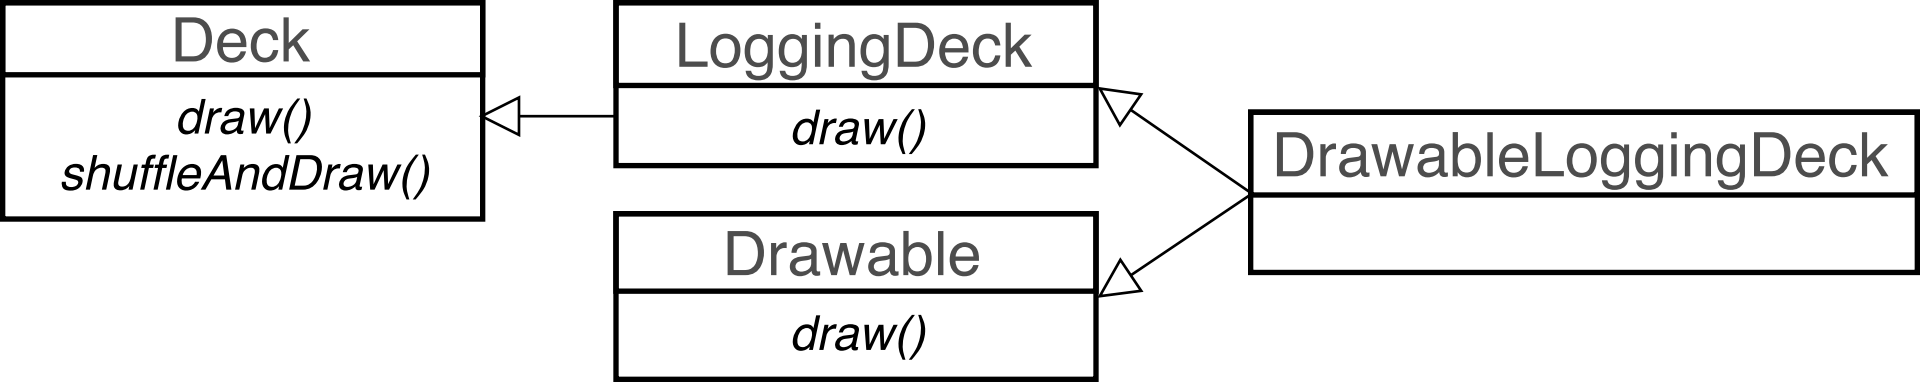 Deck
draw()
shuffleAndDraw()
LoggingDeck
draw()
Drawable
draw()
DrawableLoggingDeck